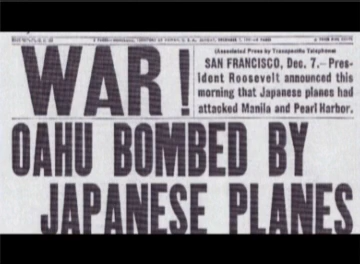 WAR!
(Associated Press by Transpacific Telephone)
SAN FRANCISCO, Dec. 7.—Pres-
ident Roosevelt announced this
morning that Japanese planes had
attacked Manila and Pearl Harbor.
OAHU BOMBED BY
JAPANESE PLANES